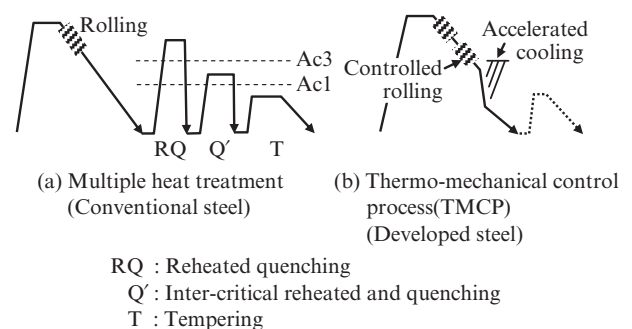 Rolling
Ac3
Ac1
RQ Q′ T
(a) Multiple heat treatment
(Conventional steel)
Accelerated
cooling
Controlled
rolling
(b) Thermo-mechanical control
process(TMCP)
(Developed steel)
RQ : Reheated quenching
Q′ : Inter-critical reheated and quenching
T : Tempering